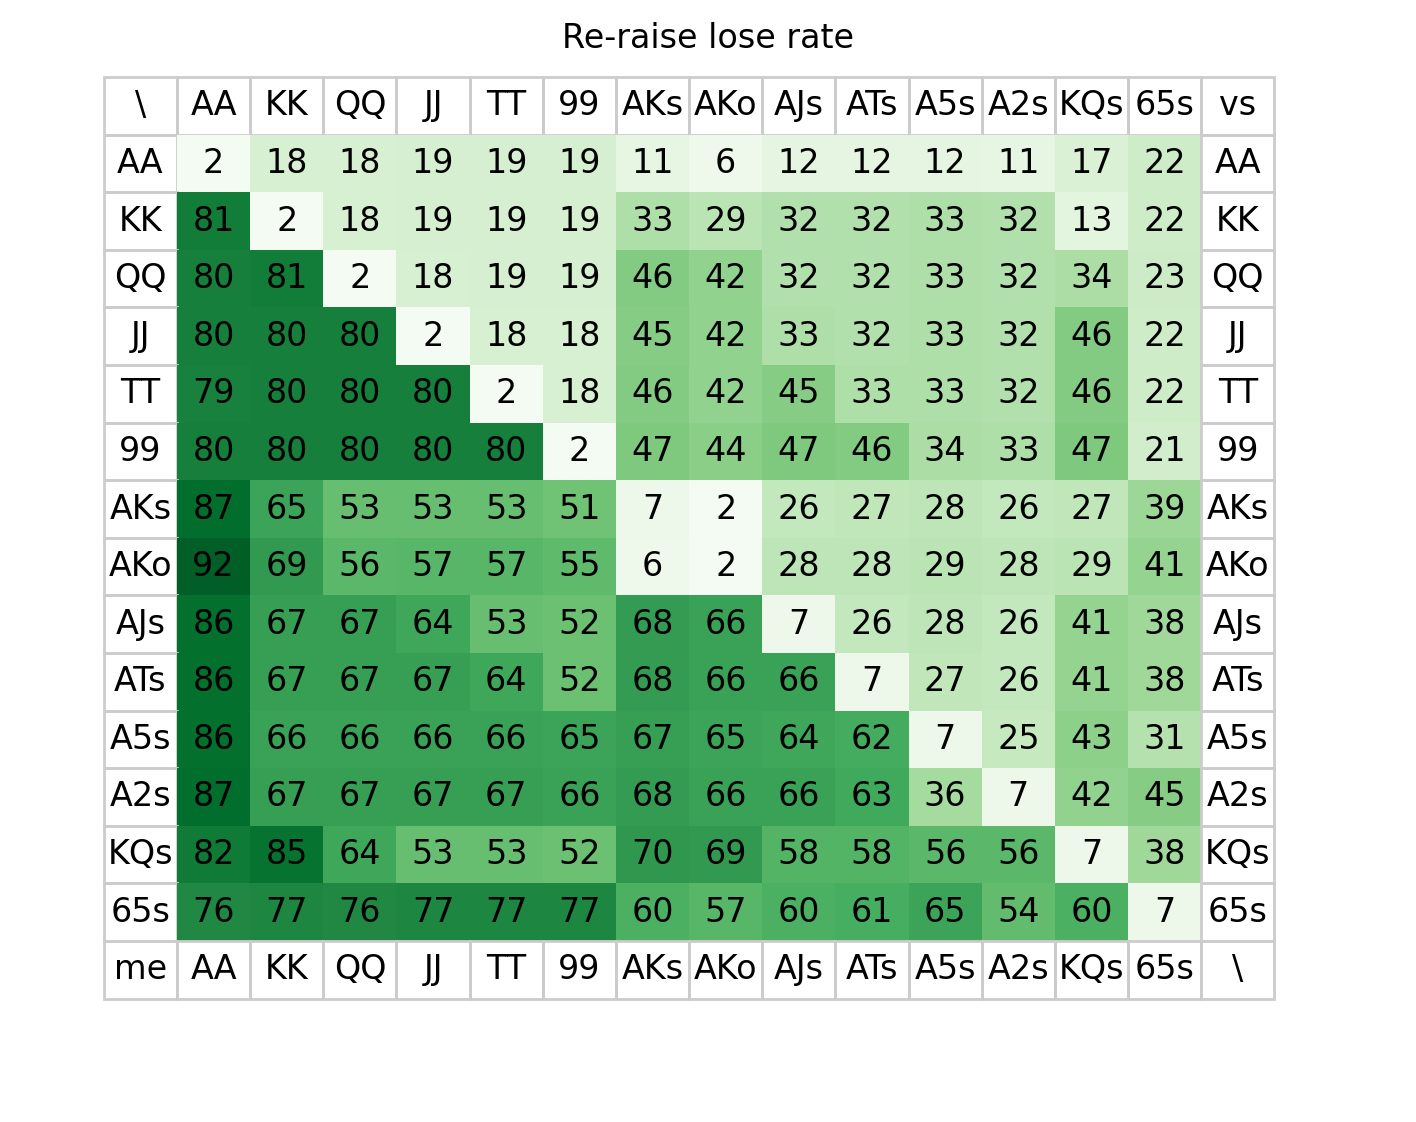 Re-raise lose rate
\ AA KK QQ JJ TT 99 AKs AKo AJs ATs A5s A2s KQs 65s vs
AA 2 18 18 19 19 19 11 6 12 12 12 11 17 22 AA
KK 81 2 18 19 19 19 33 29 32 32 33 32 13 22 KK
QQ 80 81 2 18 19 19 46 42 32 32 33 32 34 23 QQ
JJ 80 80 80 2 18 18 45 42 33 32 33 32 46 22 JJ
TT 79 80 80 80 2 18 46 42 45 33 33 32 46 22 TT
99 80 80 80 80 80 2 47 44 47 46 34 33 47 21 99
AKs 87 65 53 53 53 51 7 2 26 27 28 26 27 39 AKs
AKo 92 69 56 57 57 55 6 2 28 28 29 28 29 41 AKo
AJs 86 67 67 64 53 52 68 66 7 26 28 26 41 38 AJs
ATs 86 67 67 67 64 52 68 66 66 7 27 26 41 38 ATs
A5s 86 66 66 66 66 65 67 65 64 62 7 25 43 31 A5s
A2s 87 67 67 67 67 66 68 66 66 63 36 7 42 45 A2s
KQs 82 85 64 53 53 52 70 69 58 58 56 56 7 38 KQs
65s 76 77 76 77 77 77 60 57 60 61 65 54 60 7 65s
me AA KK QQ JJ TT 99 AKs AKo AJs ATs A5s A2s KQs 65s \